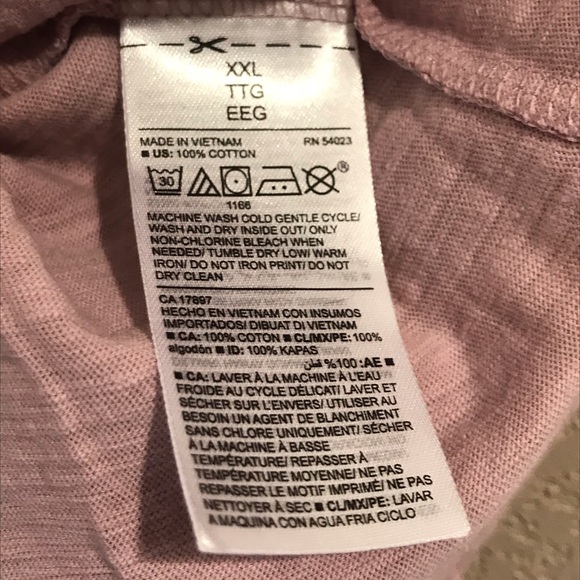 XXL
TTG
EEG
MADE IN VIETNAM RN 54023
■ US: 100% COTTON
30
®
1166
MACHINE WASH COLD GENTLE CYCLE/
WASH AND DRY INSIDE OUT/ ONLY
NON-CHLORINE BLEACH WHEN
NEEDED/ TUMBLE DRY LOW/ WARM
IRON/ DO NOT IRON PRINT/ DO NOT
DRY CLEAN
CA 17897
HECHO EN VIETNAM CON INSUMOS
IMPORTADOS/ DIBUAT DI VIETNAM
■ CA: 100% COTON ■ CL/MX/PE: 100%
algodón ■ ID: 100% KAPAS
■ AE: 100% قطن
■ CA: LAVER À LA MACHINE À L'EAU
FROIDE AU CYCLE DÉLICAT/ LAVER ET
SÉCHER SUR L'ENVERS/ UTILISER AU
BESOIN UN AGENT DE BLANCHIMENT
SANS CHLORE UNIQUEMENT/ SÉCHER
À LA MACHINE À BASSE
TEMPÉRATURE/ REPASSER À
TEMPÉRATURE MOYENNE/ NE PAS
REPASSER LE MOTIF IMPRIMÉ/ NE PAS
NETTOYER À SEC ■ CL/MX/PE: LAVAR
A MAQUINA CON AGUA FRIA CICLO